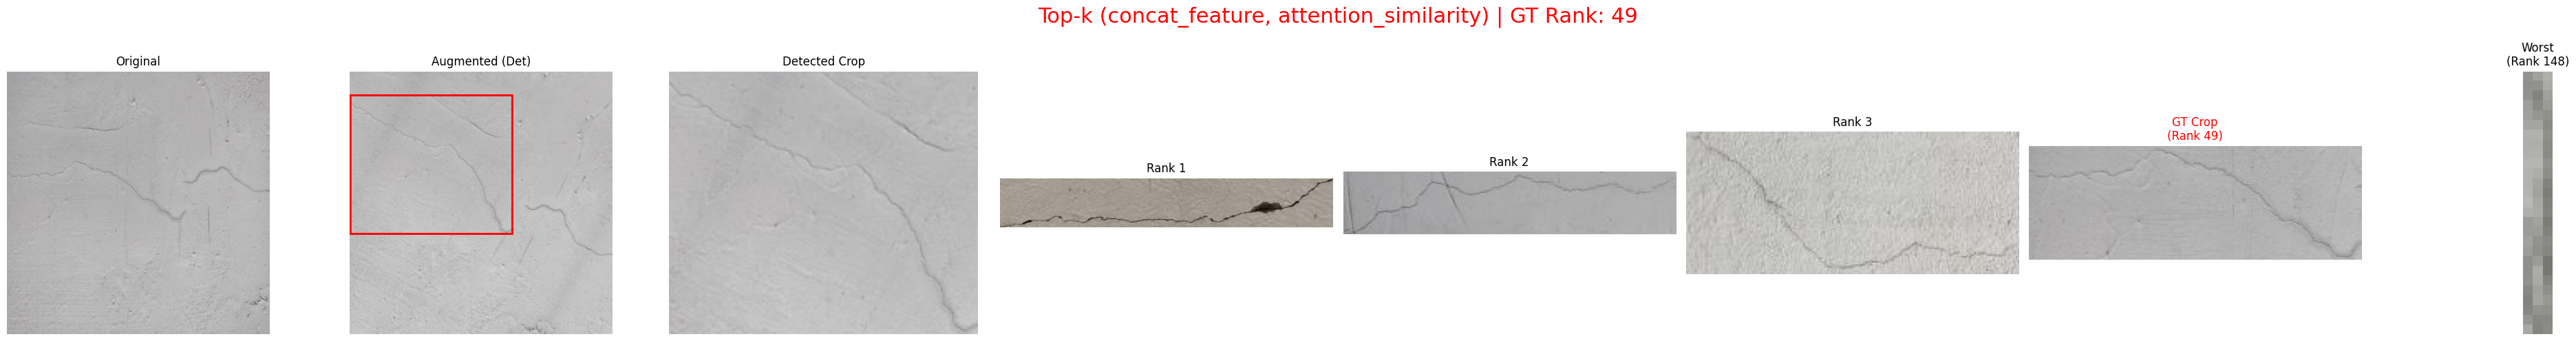 Top-k (concat_feature, attention_similarity) | GT Rank: 49
Original
Augmented (Det)
Detected Crop
Rank 1
Rank 2
Rank 3
GT Crop
(Rank 49)
Worst
(Rank 148)